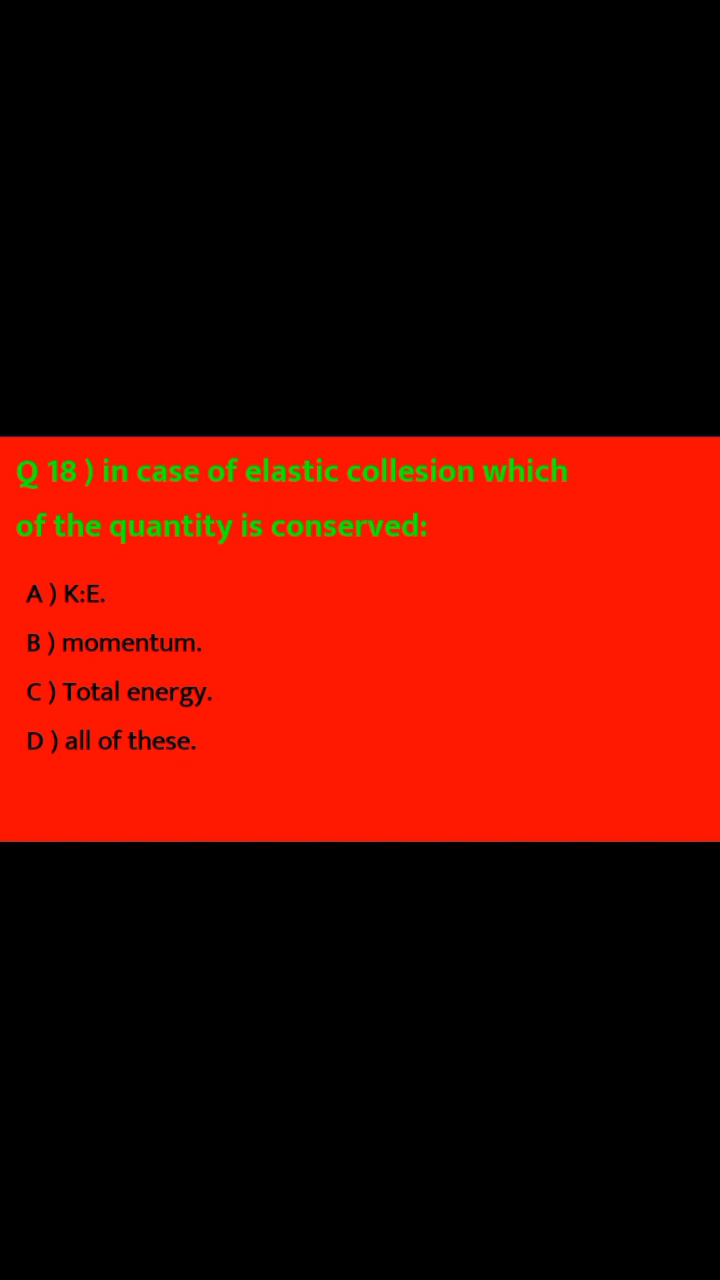 Q 18 ) in case of elastic collesion which
of the quantity is conserved:
A ) K:E.
B ) momentum.
C ) Total energy.
D ) all of these.